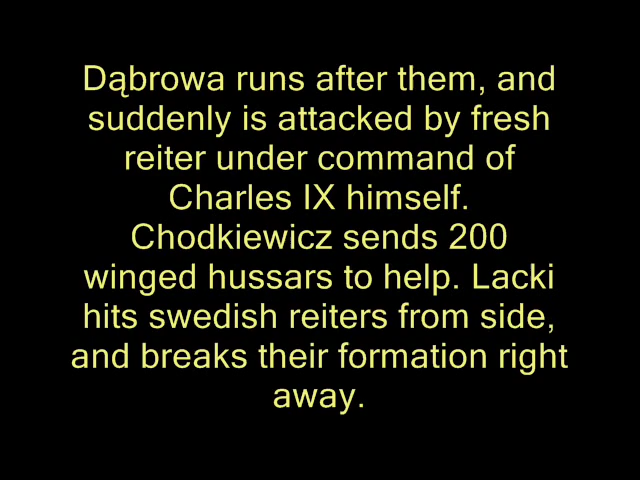 Dąbrowa runs after them, and
suddenly is attacked by fresh
reiter under command of
Charles IX himself.
Chodkiewicz sends 200
winged hussars to help. Lacki
hits swedish reiters from side,
and breaks their formation right
away.